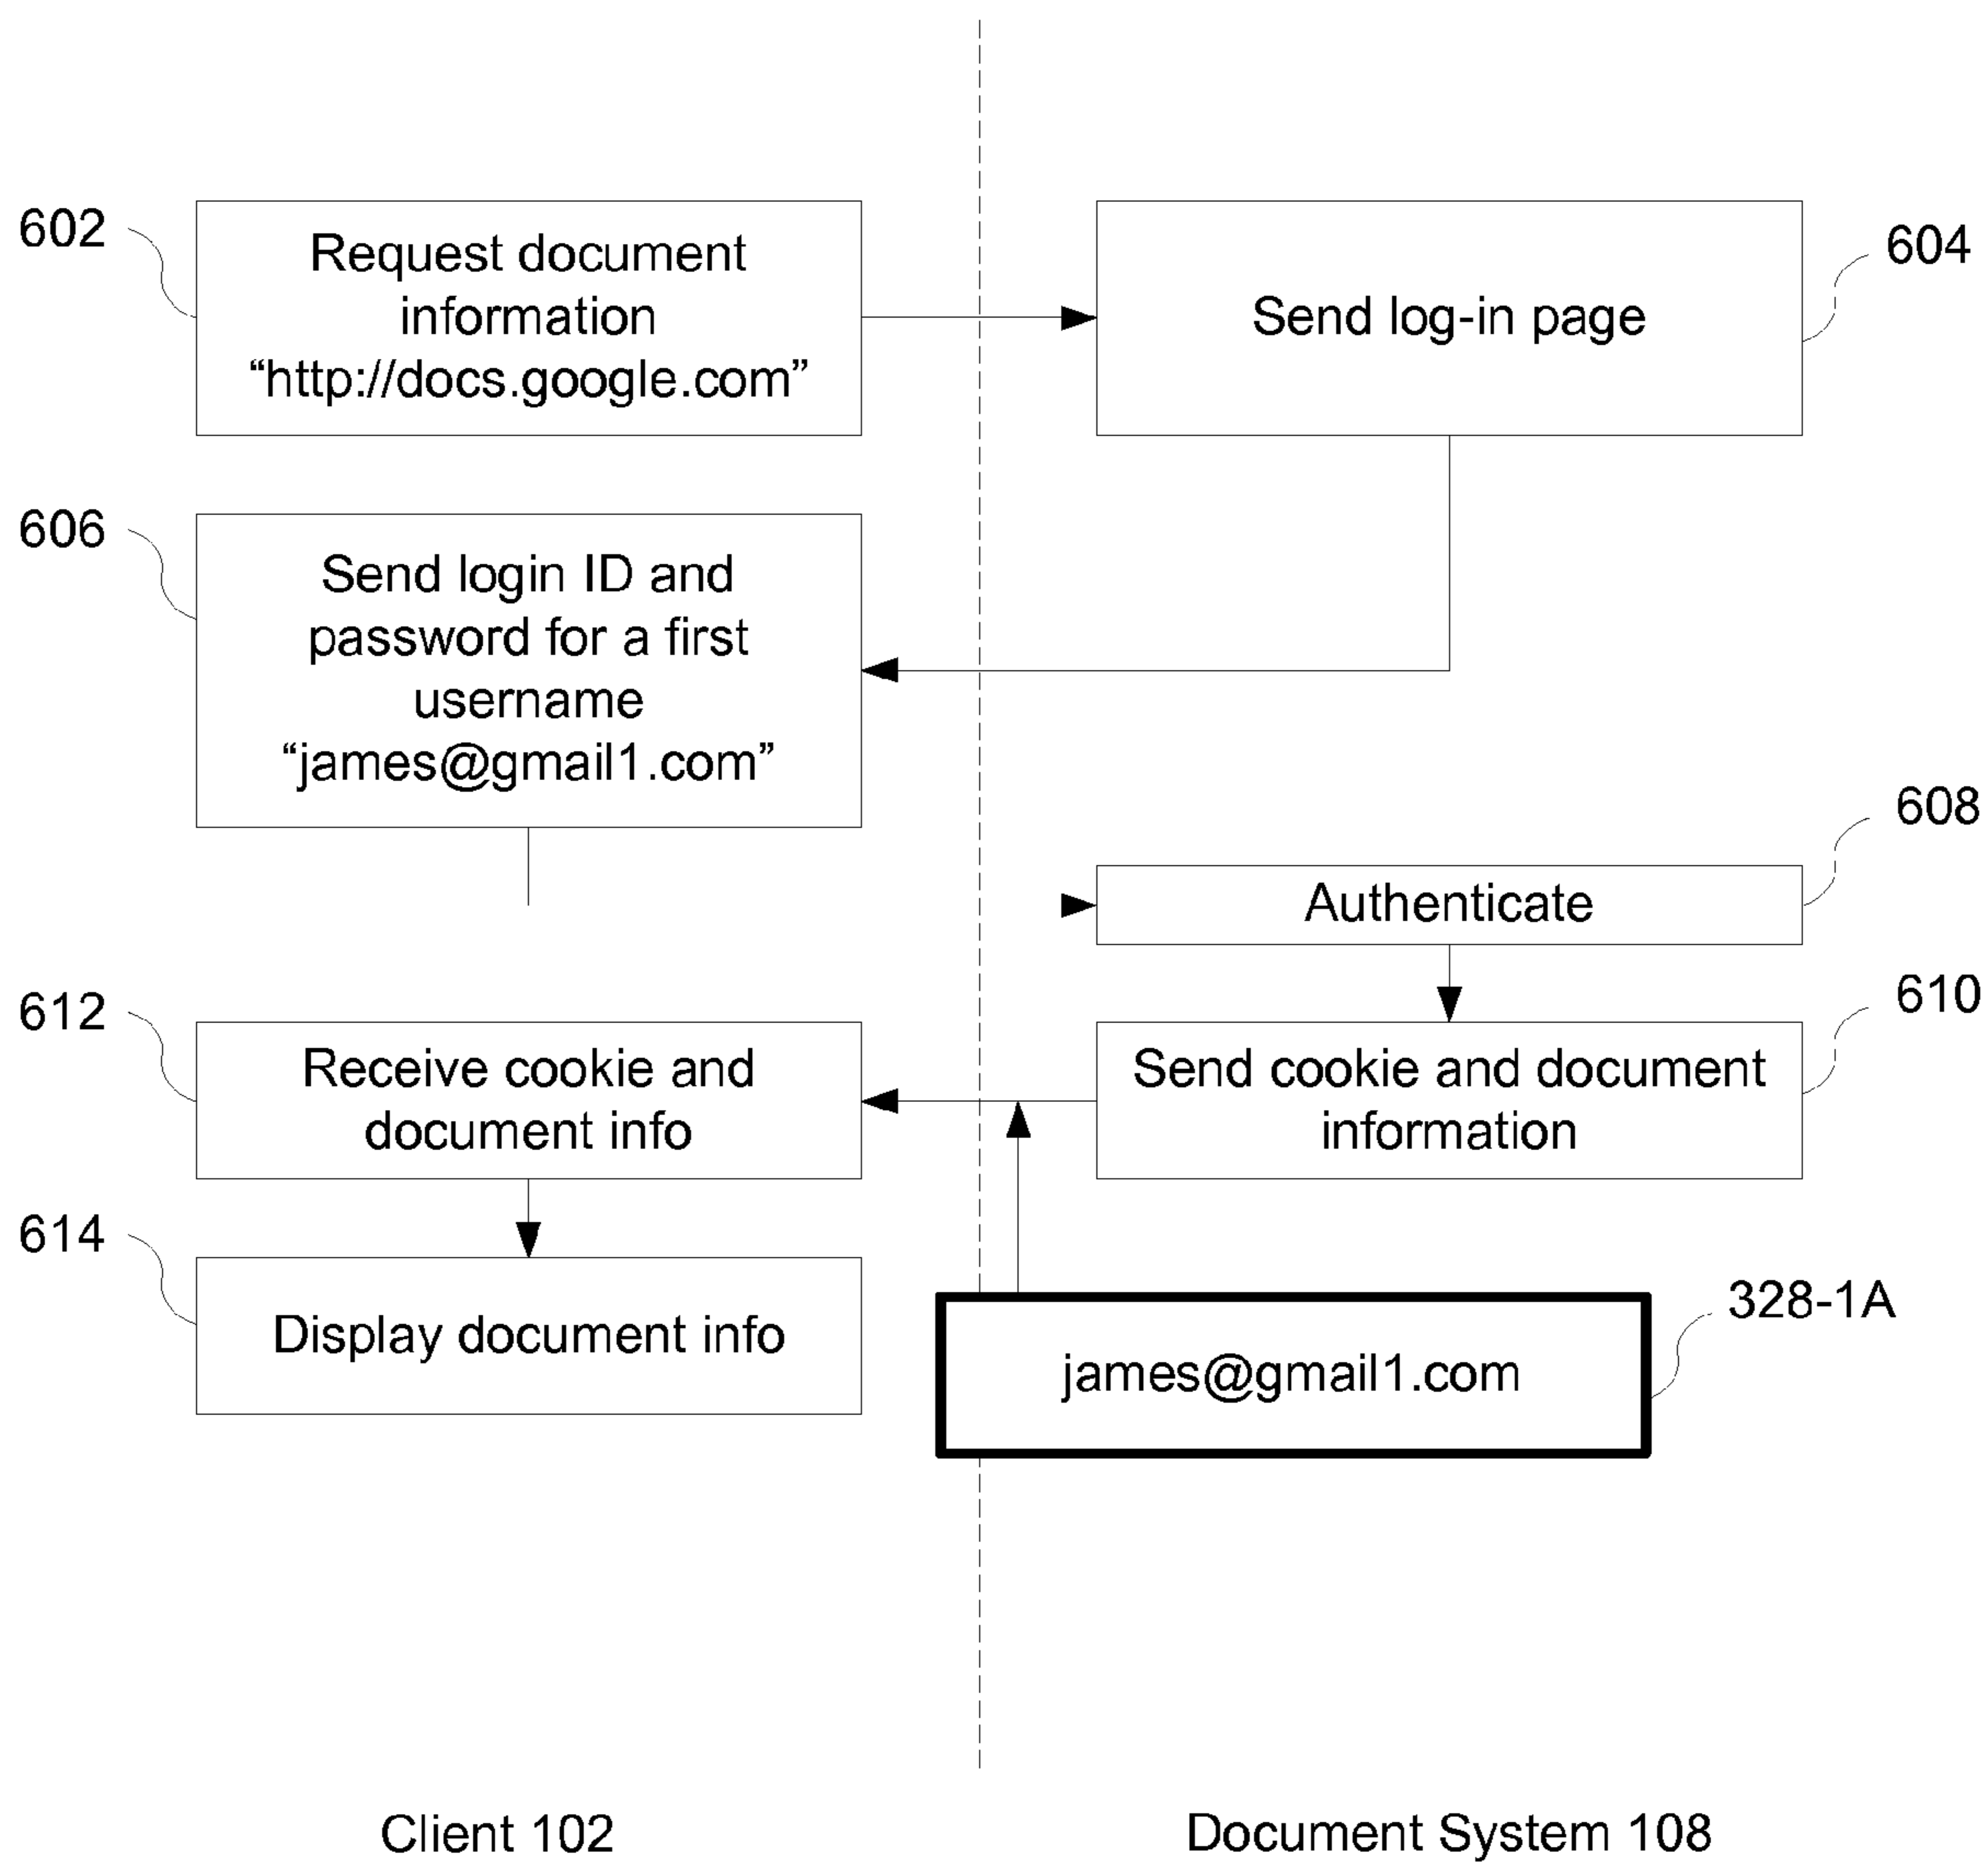 602
Request document
information
“http://docs.google.com”
Send log-in page
604
606
Send login ID and
password for a first
username
“james@gmail1.com”
608
Authenticate
612
Receive cookie and
document info
610
Send cookie and document
information
614
Display document info
328-1A
james@gmail1.com
Client 102
Document System 108